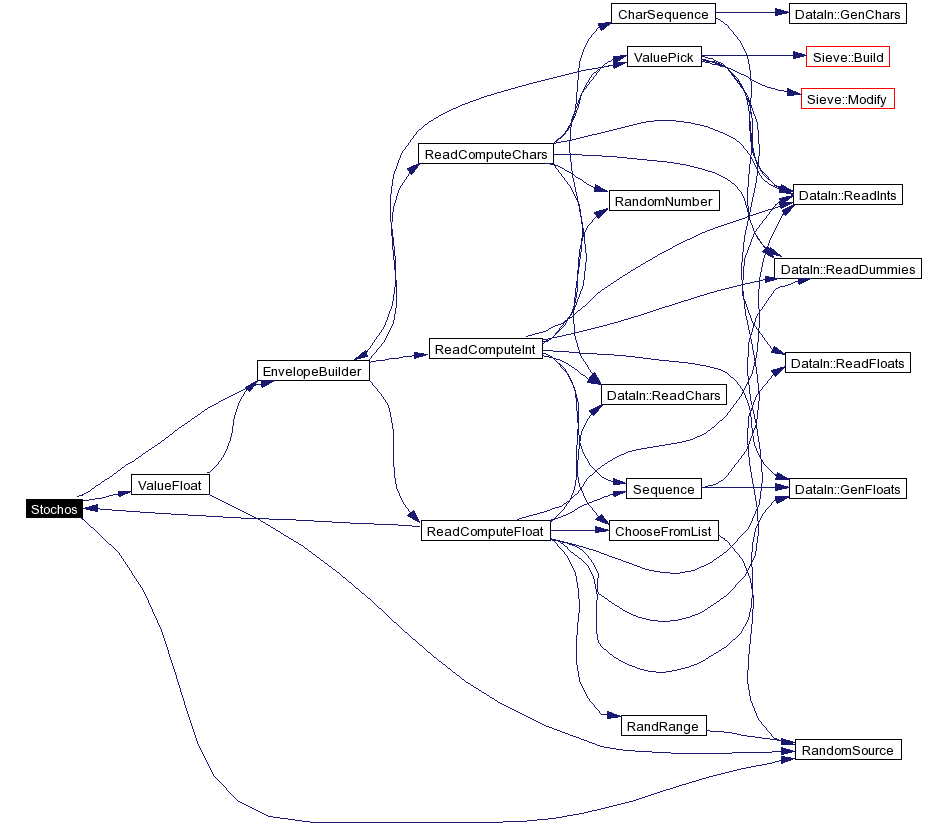 CharSequence
DataIn::GenChars
ValuePick
Sieve::Build
Sieve::Modify
ReadComputeChars
RandomNumber
DataIn::ReadInts
DataIn::ReadDummies
ReadComputeInt
EnvelopeBuilder
DataIn::ReadFloats
DataIn::ReadChars
ValueFloat
Sequence
DataIn::GenFloats
Stochos
ReadComputeFloat
ChooseFromList
RandRange
RandomSource